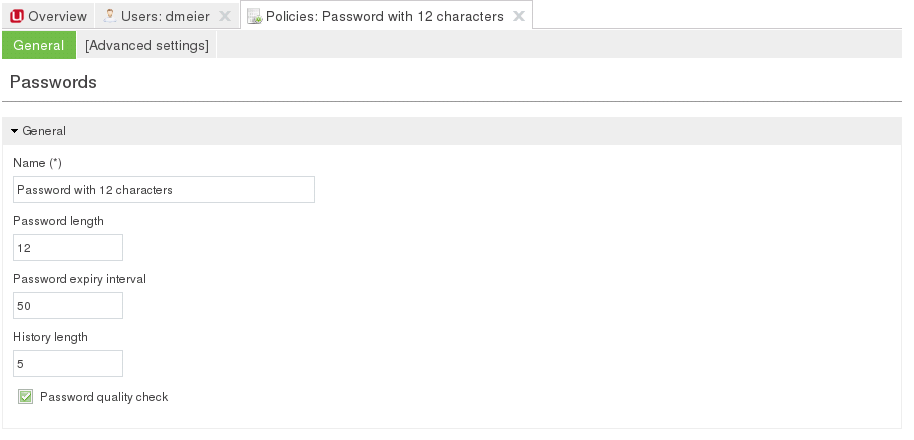 Overview Users: dmeier Policies: Password with 12 characters
General [Advanced settings]
Passwords
General
Name (*)
Password with 12 characters
Password length
12
Password expiry interval
50
History length
5
Password quality check